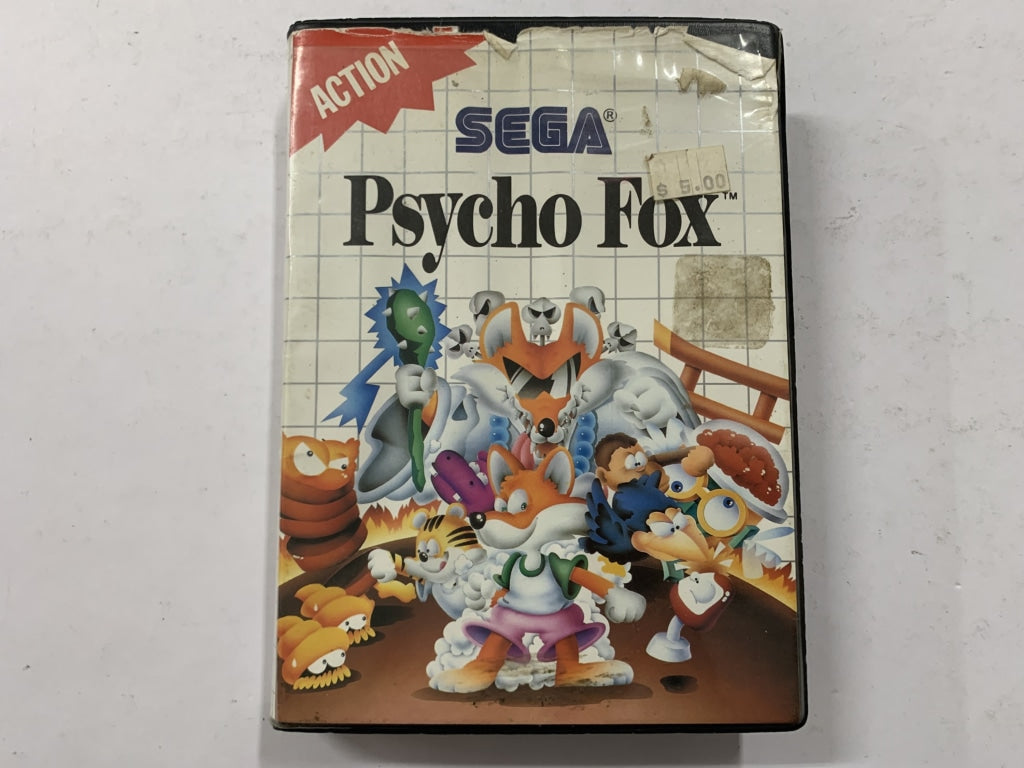 ACTION
SEGA®
$ 5.00
Psycho Fox™